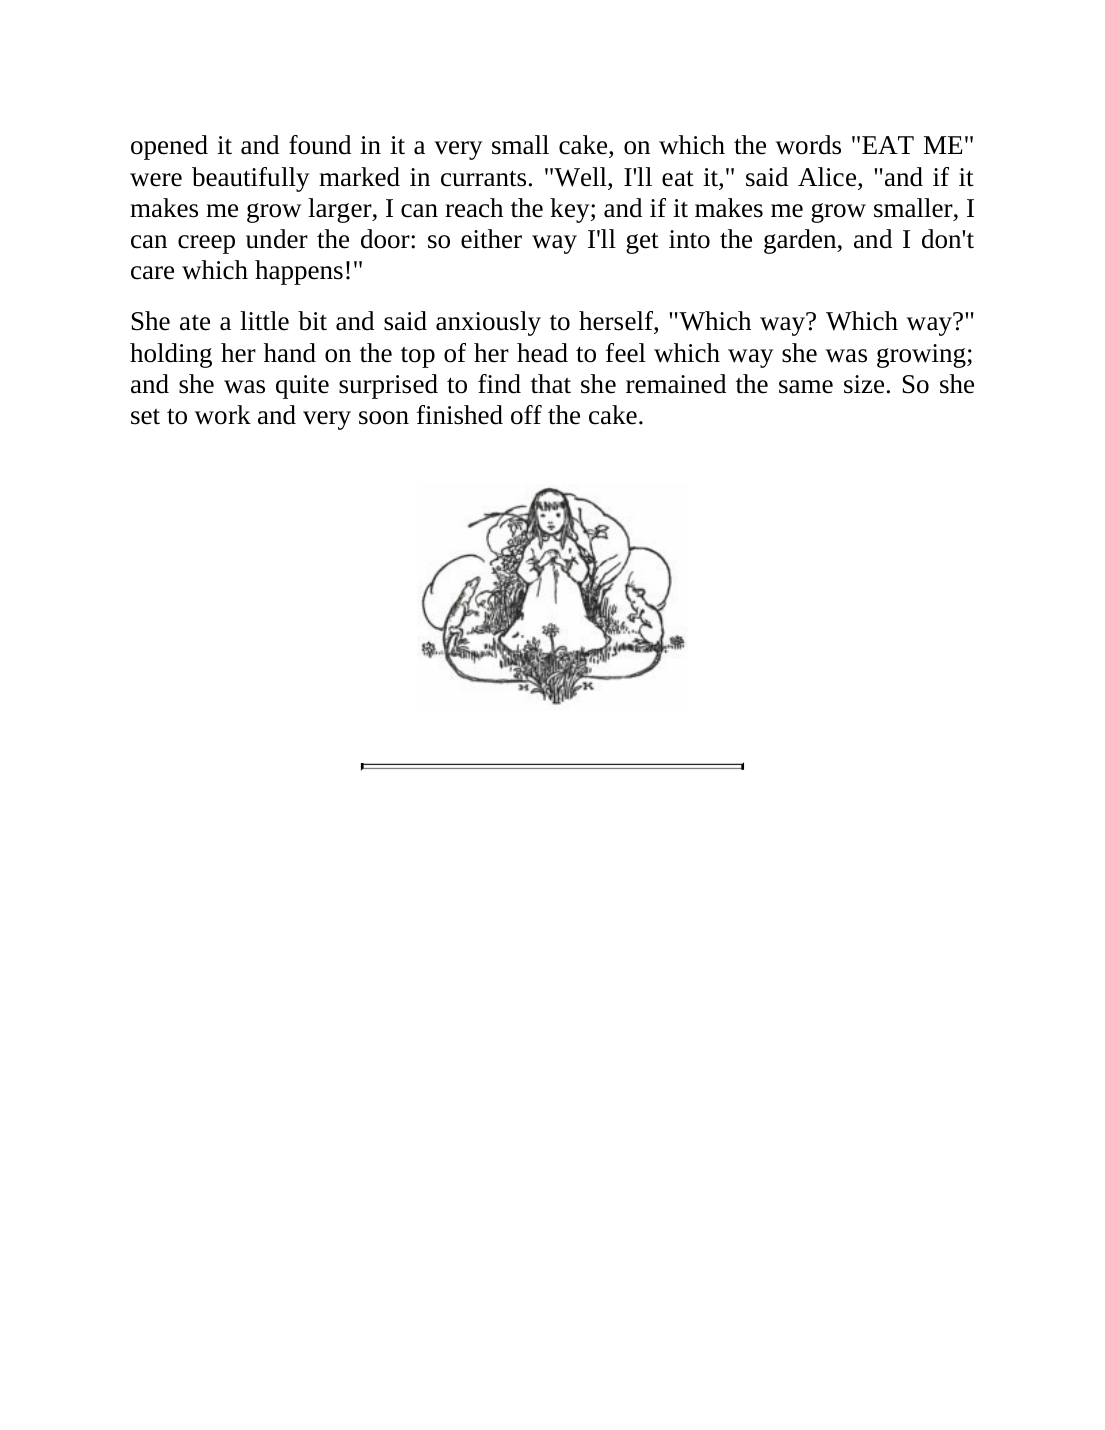 opened it and found in it a very small cake, on which the words "EAT ME"
were beautifully marked in currants. "Well, I'll eat it," said Alice, "and if it
makes me grow larger, I can reach the key; and if it makes me grow smaller, I
can creep under the door: so either way I'll get into the garden, and I don't
care which happens!"
She ate a little bit and said anxiously to herself, "Which way? Which way?"
holding her hand on the top of her head to feel which way she was growing;
and she was quite surprised to find that she remained the same size. So she
set to work and very soon finished off the cake.